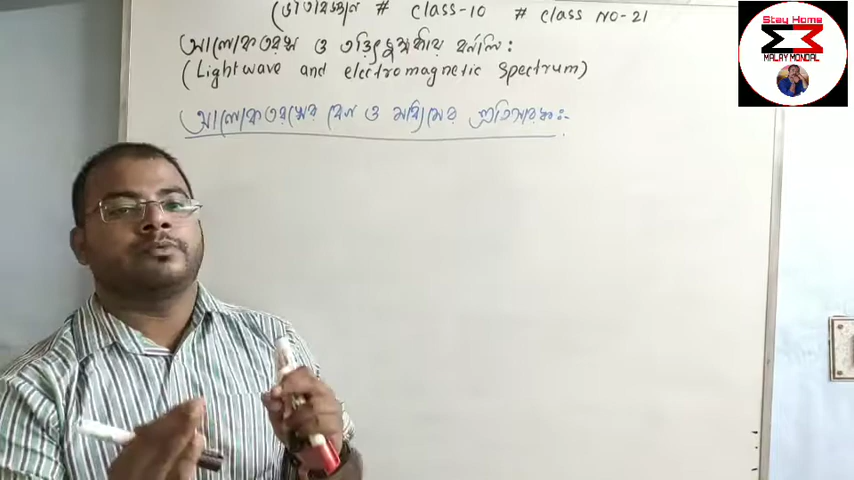 ভৌতবিজ্ঞান # Class-10 # Class No-21
আলোকতরঙ্গ ও তড়িৎচুম্বকীয় বর্ণালি:
(Lightwave and electromagnetic Spectrum)
আলোকতরঙ্গের বেগ ও মাধ্যমের প্রতিসরাঙ্ক:-
Stay Home
MALAY MONDAL